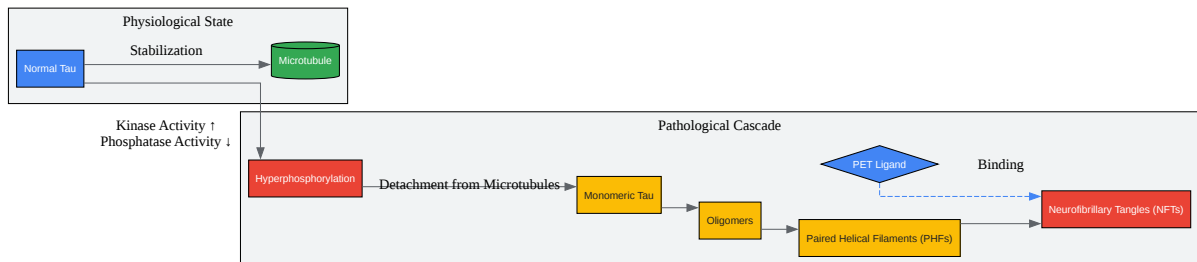 Physiological State
Stabilization
Normal Tau
Microtubule
Kinase Activity ↑
Phosphatase Activity ↓
Pathological Cascade
PET Ligand
Binding
Hyperphosphorylation
Detachment from Microtubules
Monomeric Tau
Oligomers
Paired Helical Filaments (PHFs)
Neurofibrillary Tangles (NFTs)